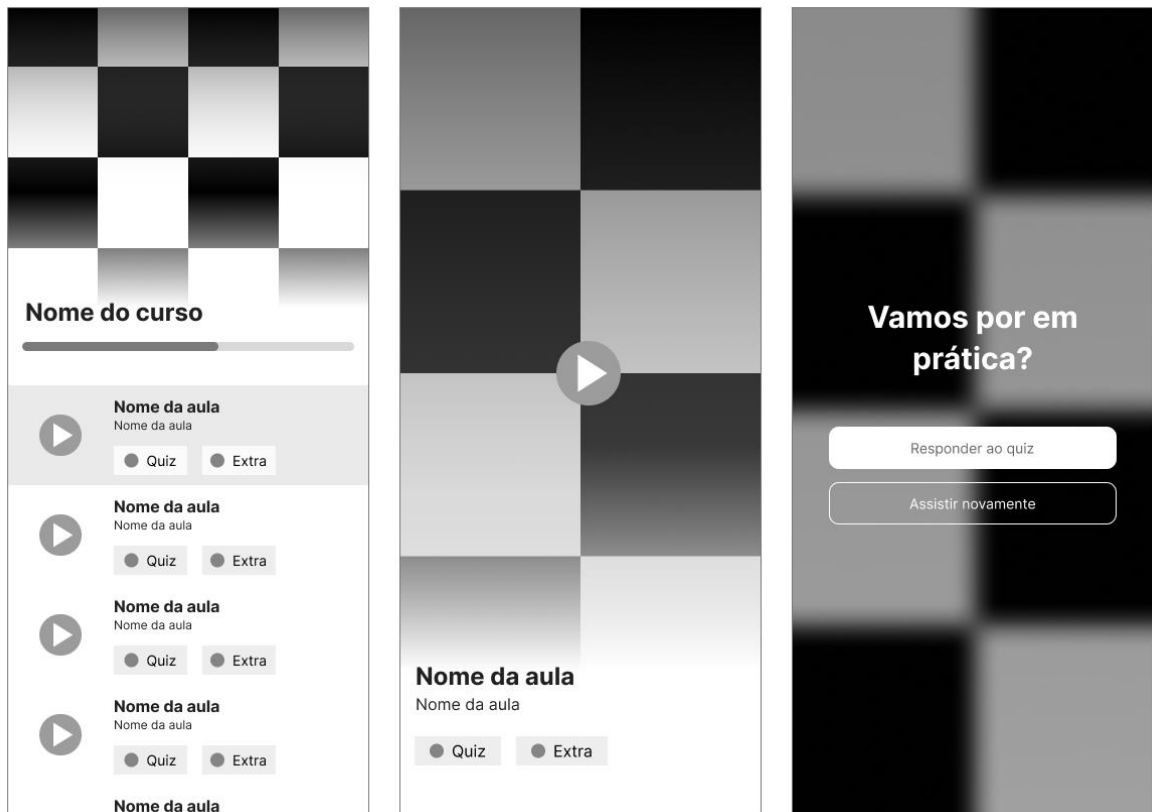 Nome do curso
Nome da aula
Nome da aula
Quiz Extra
Nome da aula
Nome da aula
Quiz Extra
Nome da aula
Nome da aula
Quiz Extra
Nome da aula
Nome da aula
Quiz Extra
Nome da aula
Nome da aula
Nome da aula
Quiz Extra
Vamos por em
prática?
Responder ao quiz
Assistir novamente